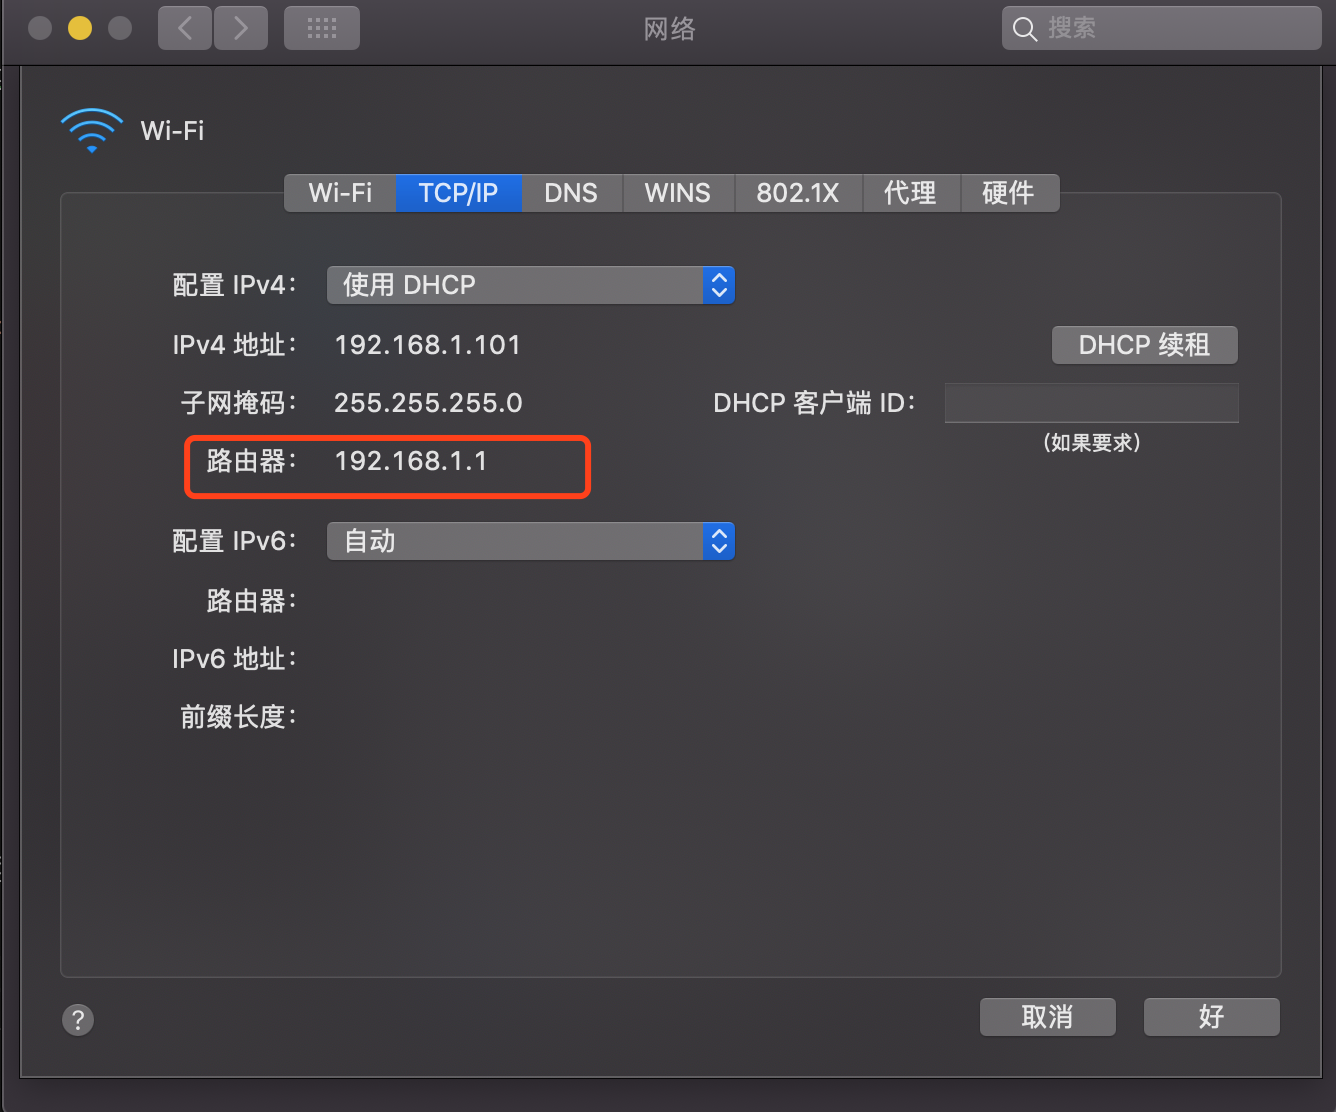 网络
搜索
Wi-Fi
Wi-Fi TCP/IP DNS WINS 802.1X 代理 硬件
配置 IPv4： 使用 DHCP
IPv4 地址： 192.168.1.101 DHCP 续租
子网掩码： 255.255.255.0 DHCP 客户端 ID：
（如果要求）
路由器： 192.168.1.1
配置 IPv6： 自动
路由器：
IPv6 地址：
前缀长度：
? 取消 好